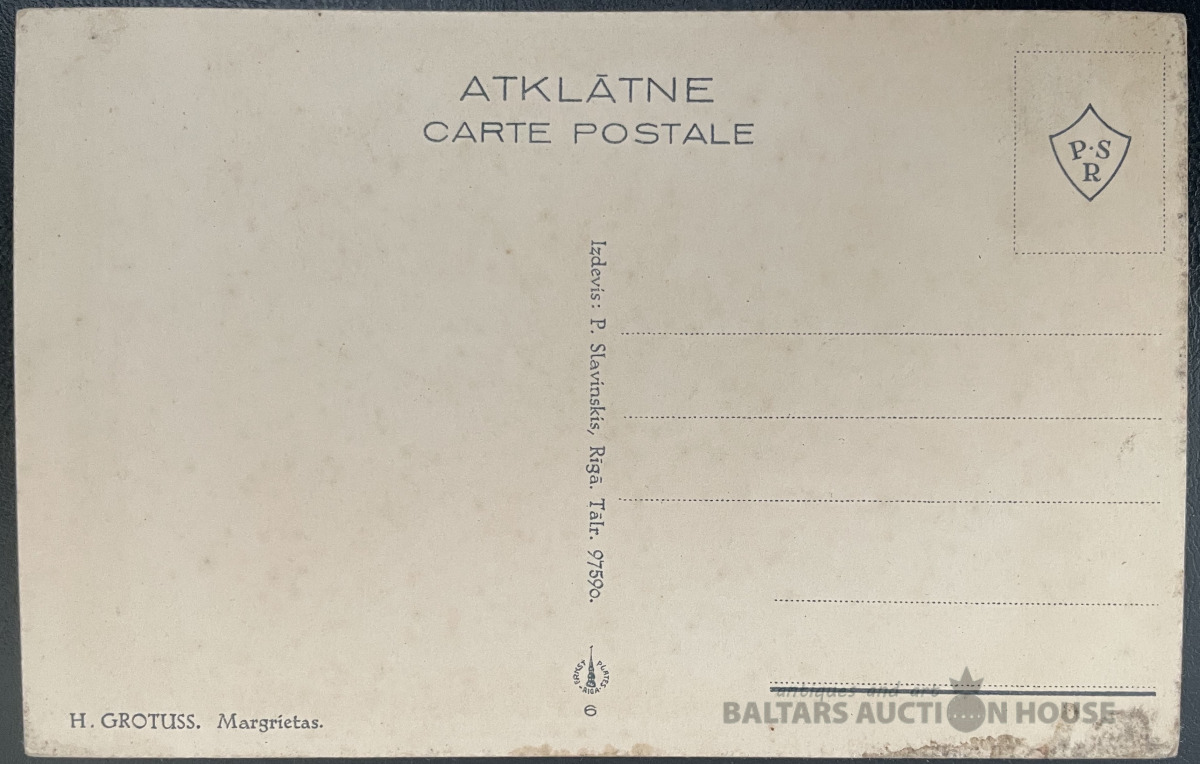 ATKLĀTNE
CARTE POSTALE
P·S
R
Izdevis: P. Slavinskis, Rīgā. Tālr. 97590.
RIGA
6
H. GROTUSS. Margrietas.
antiques and art
BALTARS AUCTION HOUSE